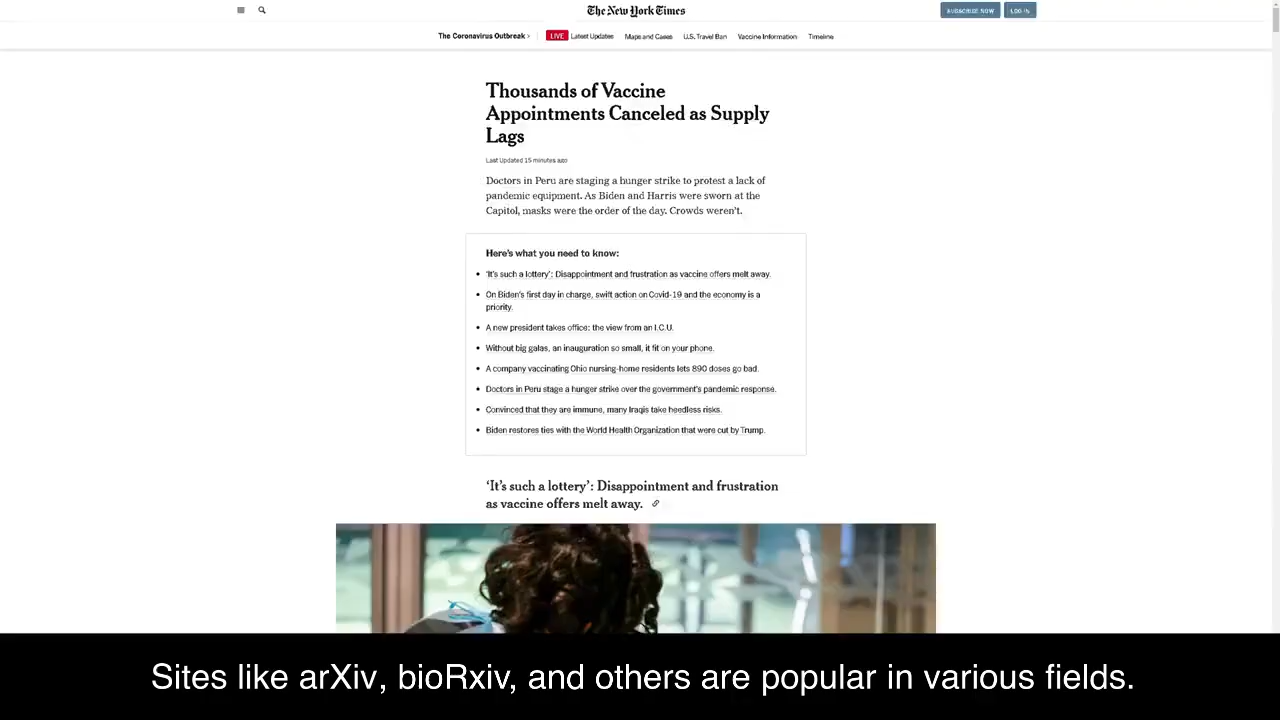 The New York Times
SUBSCRIBE NOW
LOG IN
The Coronavirus Outbreak ›
LIVE Latest Updates
Maps and Cases
U.S. Travel Ban
Vaccine Information
Timeline
Thousands of Vaccine
Appointments Canceled as Supply
Lags
Last Updated 15 minutes ago
Doctors in Peru are staging a hunger strike to protest a lack of
pandemic equipment. As Biden and Harris were sworn at the
Capitol, masks were the order of the day. Crowds weren't.
Here's what you need to know:
• 'It's such a lottery': Disappointment and frustration as vaccine offers melt away.
• On Biden's first day in charge, swift action on Covid-19 and the economy is a
priority.
• A new president takes office: the view from an I.C.U.
• Without big galas, an inauguration so small, it fit on your phone.
• A company vaccinating Ohio nursing-home residents lets 890 doses go bad.
• Doctors in Peru stage a hunger strike over the government's pandemic response.
• Convinced that they are immune, many Iraqis take heedless risks.
• Biden restores ties with the World Health Organization that were cut by Trump.
'It's such a lottery': Disappointment and frustration
as vaccine offers melt away.
Sites like arXiv, bioRxiv, and others are popular in various fields.